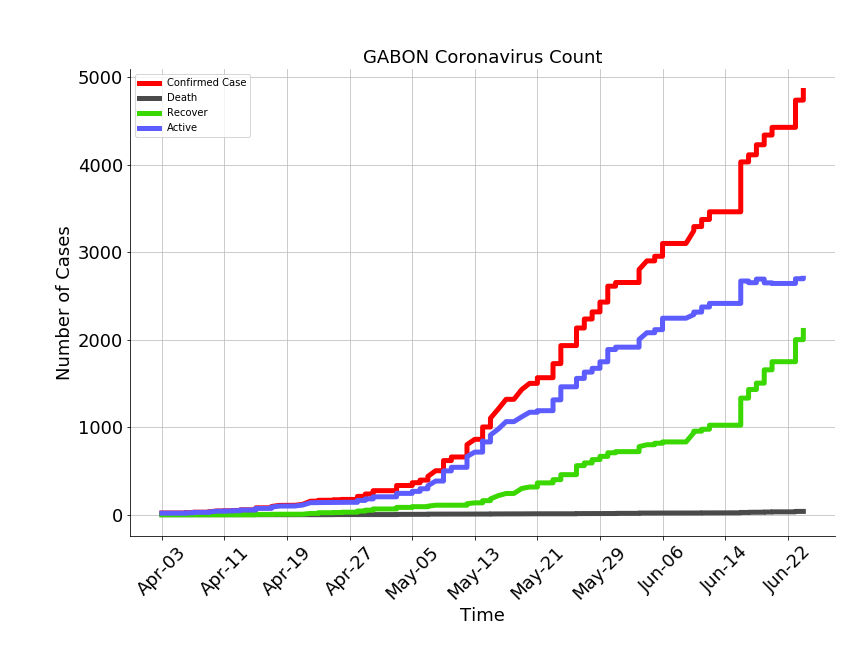 GABON Coronavirus Count
Confirmed Case
Death
Recover
Active
Number of Cases
5000
4000
3000
2000
1000
0
Apr-03
Apr-11
Apr-19
Apr-27
May-05
May-13
May-21
May-29
Jun-06
Jun-14
Jun-22
Time